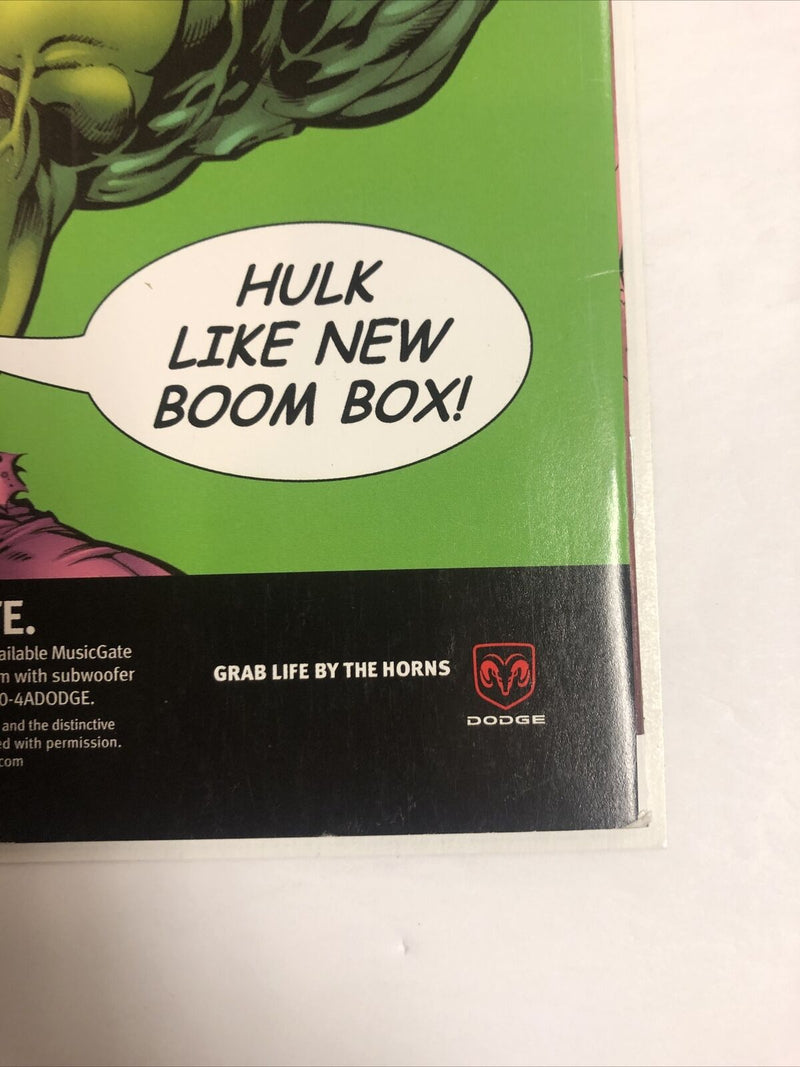 HULK
LIKE NEW
BOOM BOX!
E.
ailable MusicGate
m with subwoofer
0-4ADODGE.
and the distinctive
ed with permission.
com
GRAB LIFE BY THE HORNS
DODGE